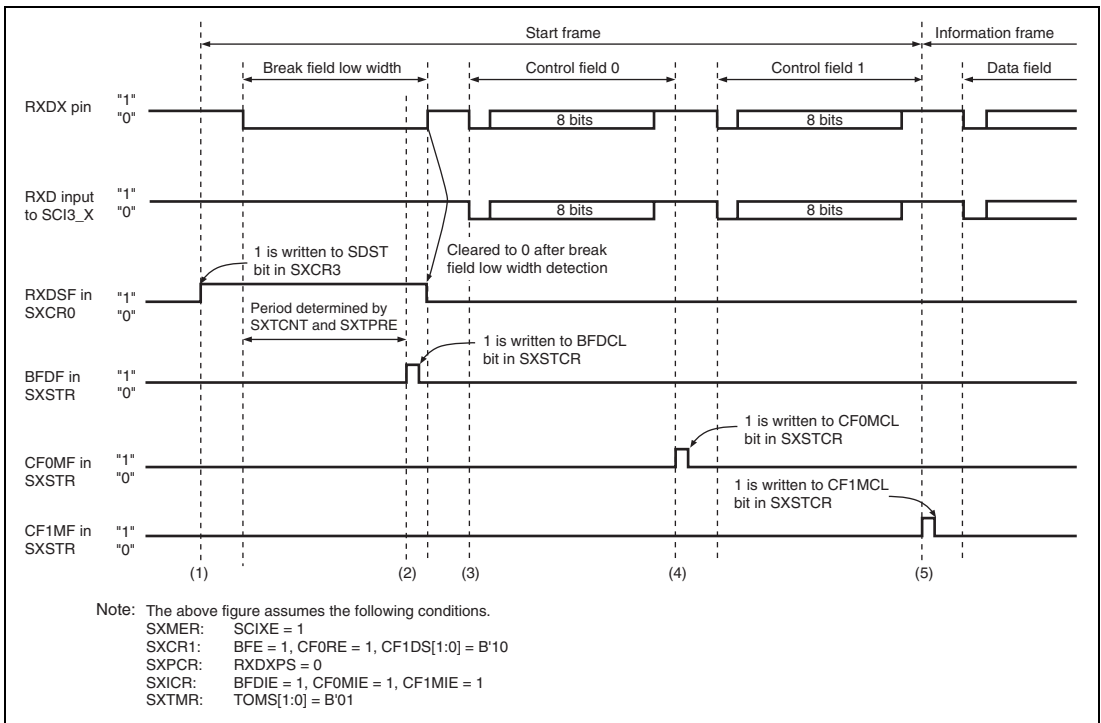 Start frame
Information frame
Break field low width
Control field 0
Control field 1
Data field
RXDX pin
"1"
"0"
8 bits
8 bits
RXD input
to SCI3_X
"1"
"0"
8 bits
8 bits
1 is written to SDST
bit in SXCR3
Cleared to 0 after break
field low width detection
RXDSF in
SXCR0
"1"
"0"
Period determined by
SXTCNT and SXTPRE
1 is written to BFDCL
bit in SXSTCR
BFDF in
SXSTR
"1"
"0"
1 is written to CF0MCL
bit in SXSTCR
CF0MF in
SXSTR
"1"
"0"
1 is written to CF1MCL
bit in SXSTCR
CF1MF in
SXSTR
"1"
"0"
(1)
(2)
(3)
(4)
(5)
Note: The above figure assumes the following conditions.
SXMER: SCIXE = 1
SXCR1: BFE = 1, CF0RE = 1, CF1DS[1:0] = B'10
SXPCR: RXDXPS = 0
SXICR: BFDIE = 1, CF0MIE = 1, CF1MIE = 1
SXTMR: TOMS[1:0] = B'01